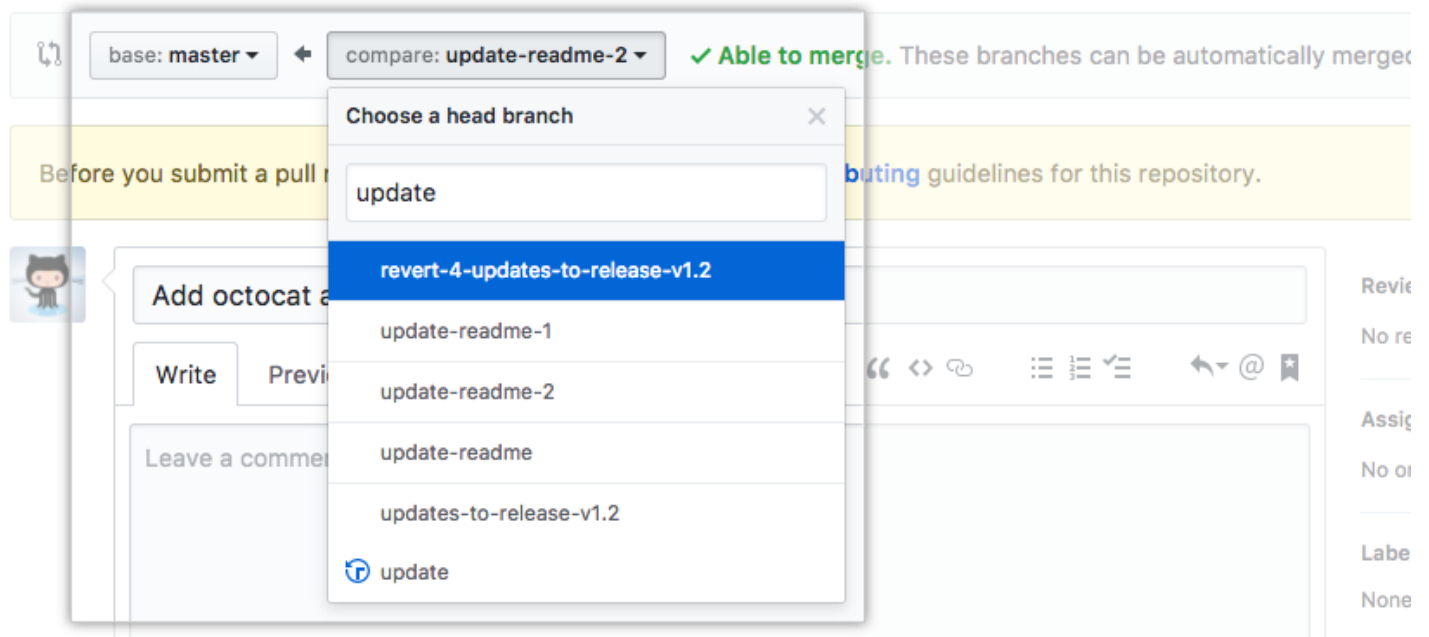 base: master
compare: update-readme-2
Able to merge. These branches can be automatically merged
Choose a head branch
Before you submit a pull
buting guidelines for this repository.
update
revert-4-updates-to-release-v1.2
Add octocat
update-readme-1
Write
Previ
update-readme-2
Leave a commen
update-readme
updates-to-release-v1.2
update
Revie
No re
Assig
No or
Labe
None